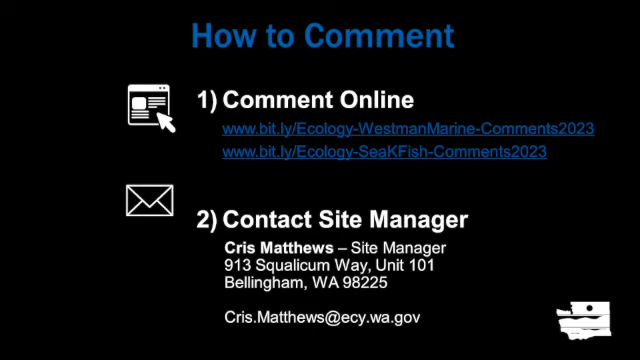 How to Comment
1) Comment Online
www.bit.ly/Ecology-WestmanMarine-Comments2023
www.bit.ly/Ecology-SeaKFish-Comments2023
2) Contact Site Manager
Cris Matthews – Site Manager
913 Squalicum Way, Unit 101
Bellingham, WA 98225
Cris.Matthews@ecy.wa.gov